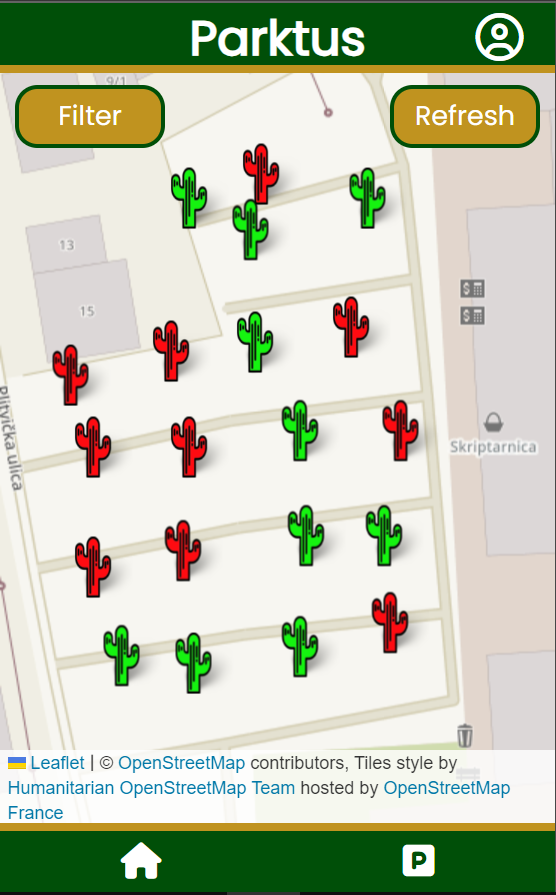 Parktus
9/1
Filter
Refresh
13
15
Plitvička ulica
Skriptarnica
Leaflet | © OpenStreetMap contributors, Tiles style by
Humanitarian OpenStreetMap Team hosted by OpenStreetMap
France
P